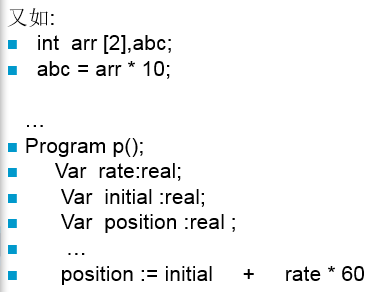 又如:
int arr [2],abc;
abc = arr * 10;
…
Program p();
Var rate:real;
Var initial :real;
Var position :real ;
…
position := initial + rate * 60